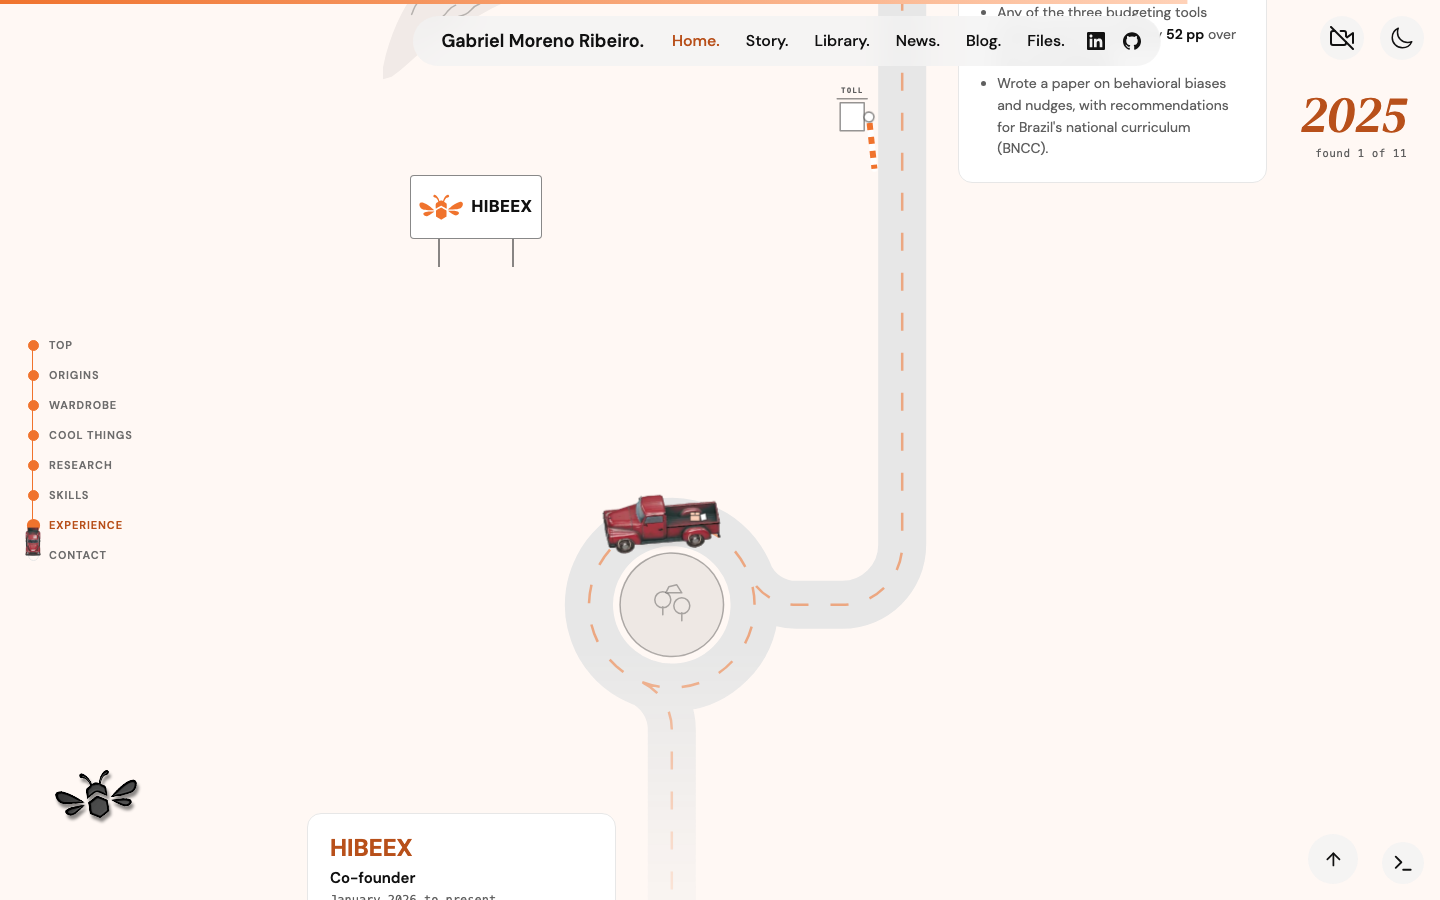 Any of the three budgeting tools
52 pp over
Gabriel Moreno Ribeiro. Home. Story. Library. News. Blog. Files.
Wrote a paper on behavioral biases
and nudges, with recommendations
for Brazil's national curriculum
(BNCC).
2025
found 1 of 11
TOLL
HIBEEX
TOP
ORIGINS
WARDROBE
COOL THINGS
RESEARCH
SKILLS
EXPERIENCE
CONTACT
HIBEEX
Co-founder
January 2026 to present